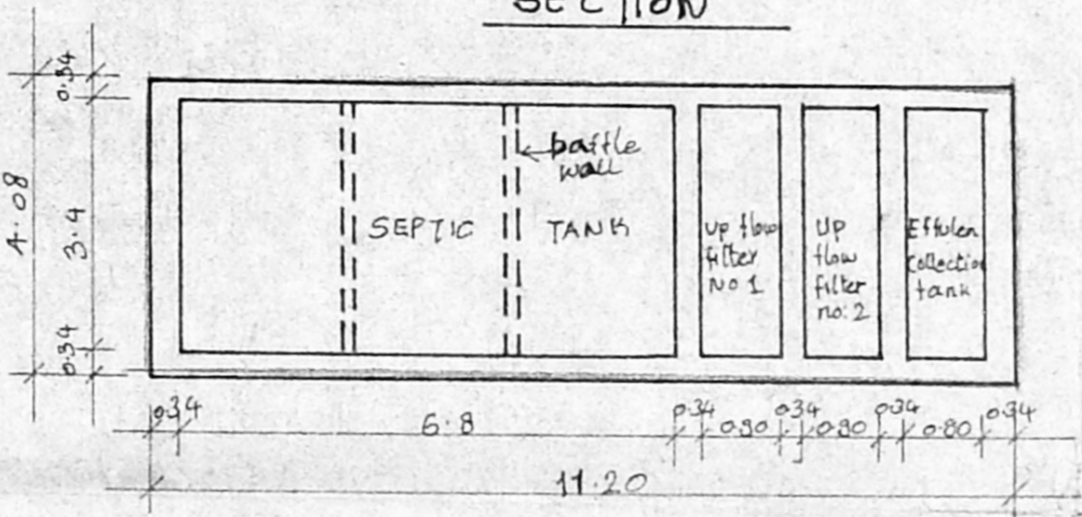 SECTION
0.34
3.4
0.34
4.08
baffle
wall
SEPTIC TANK
Up flow
filter
No 1
Up
flow
filter
no: 2
Effulen
Collection
tank
0.34
6.8
0.34
0.80
0.34
0.80
0.34
0.80
0.34
11.20